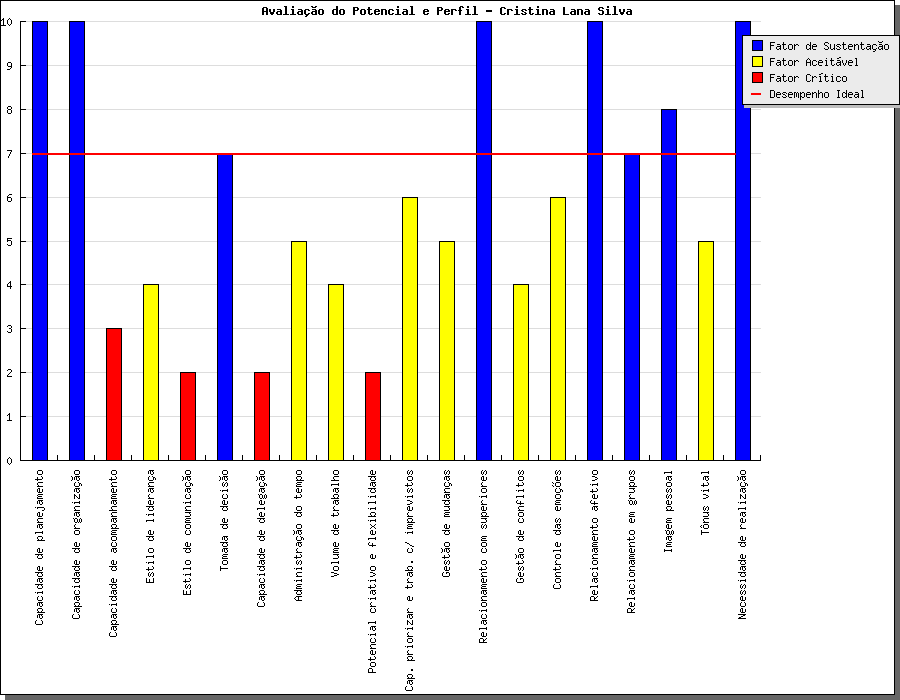 Avaliação do Potencial e Perfil - Cristina Lana Silva
Fator de Sustentação
Fator Aceitável
Fator Crítico
Desempenho Ideal
10
9
8
7
6
5
4
3
2
1
0
Capacidade de planejamento
Capacidade de organização
Capacidade de acompanhamento
Estilo de liderança
Estilo de comunicação
Tomada de decisão
Capacidade de delegação
Administração do tempo
Volume de trabalho
Potencial criativo e flexibilidade
Cap. priorizar e trab. c/ imprevistos
Gestão de mudanças
Relacionamento com superiores
Gestão de conflitos
Controle das emoções
Relacionamento afetivo
Relacionamento em grupos
Imagem pessoal
Tônus vital
Necessidade de realização